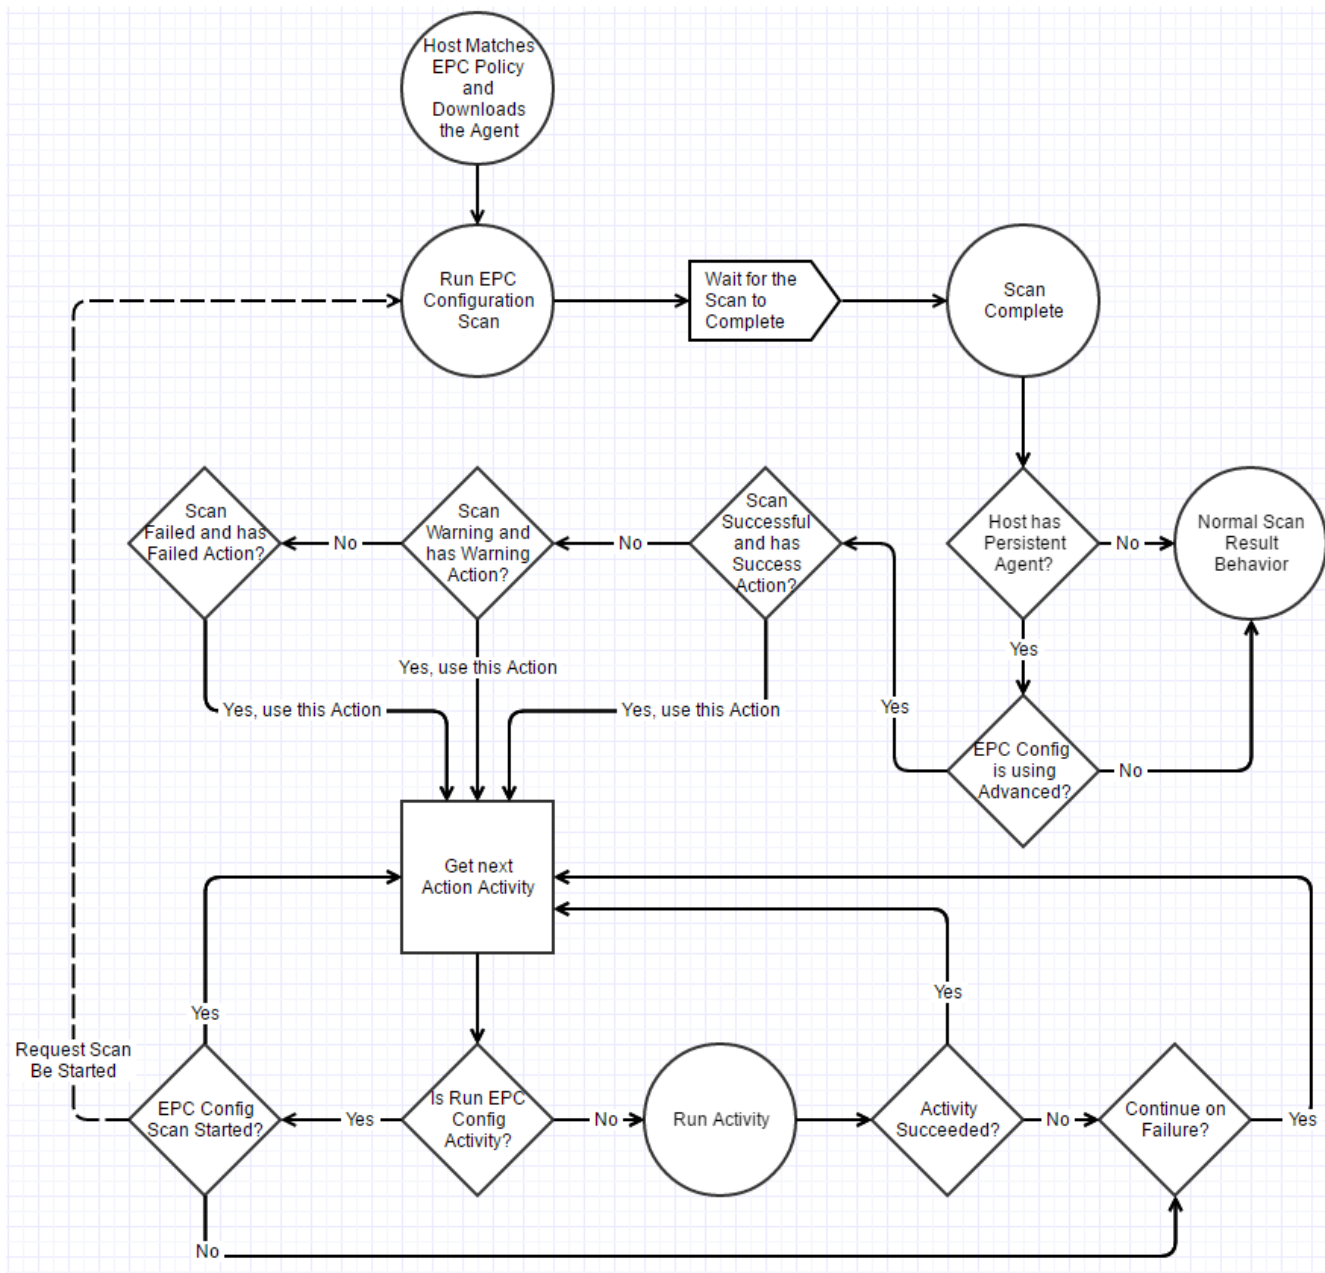 Host Matches
EPC Policy
and
Downloads
the Agent
Run EPC
Configuration
Scan
Wait for the
Scan to
Complete
Scan
Complete
Scan
Failed and has
Failed Action?
No
Scan
Warning and
has Warning
Action?
No
Scan
Successful
and has
Success
Action?
Host has
Persistent
Agent?
No
Normal Scan
Result
Behavior
Yes
Yes, use this Action
Yes, use this Action
Yes, use this Action
Yes
EPC Config
is using
Advanced?
No
Get next
Action Activity
Yes
Yes
Request Scan
Be Started
EPC Config
Scan Started?
Yes
Is Run EPC
Config
Activity?
No
Run Activity
Activity
Succeeded?
No
Continue on
Failure?
Yes
No